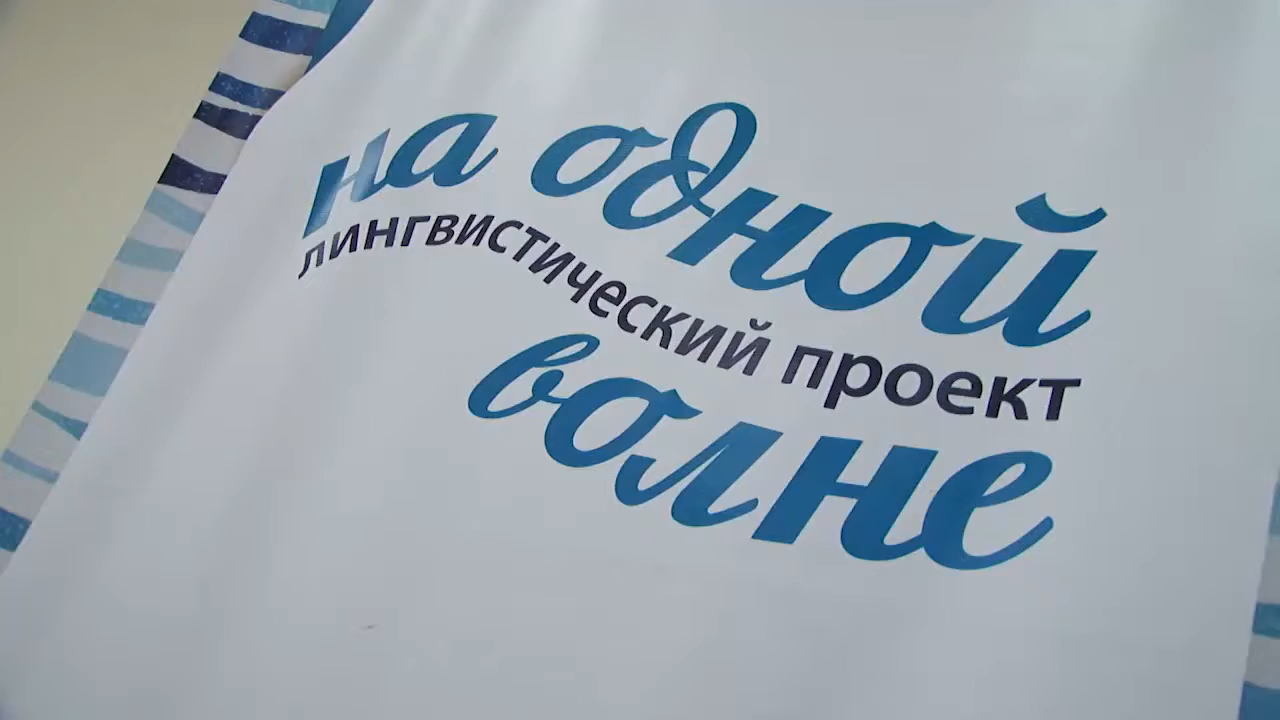 на одной
лингвистический проект
волне